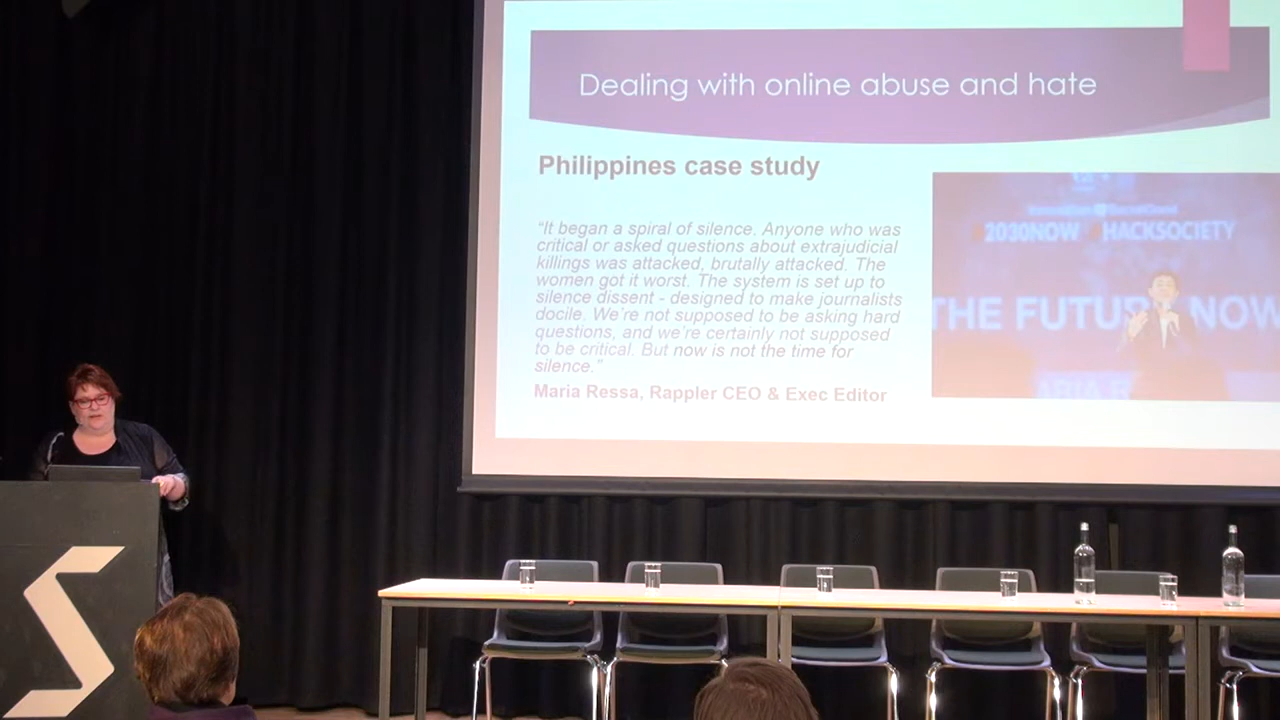 Dealing with online abuse and hate
Philippines case study
“It began a spiral of silence. Anyone who was
critical or asked questions about extrajudicial
killings was attacked, brutally attacked. The
women got it worst. The system is set up to
silence dissent - designed to make journalists
docile. We’re not supposed to be asking hard
questions, and we’re certainly not supposed
to be critical. But now is not the time for
silence.”
Maria Ressa, Rappler CEO & Exec Editor
#2030NOW #HACKSOCIETY
THE FUTURE NOW
S